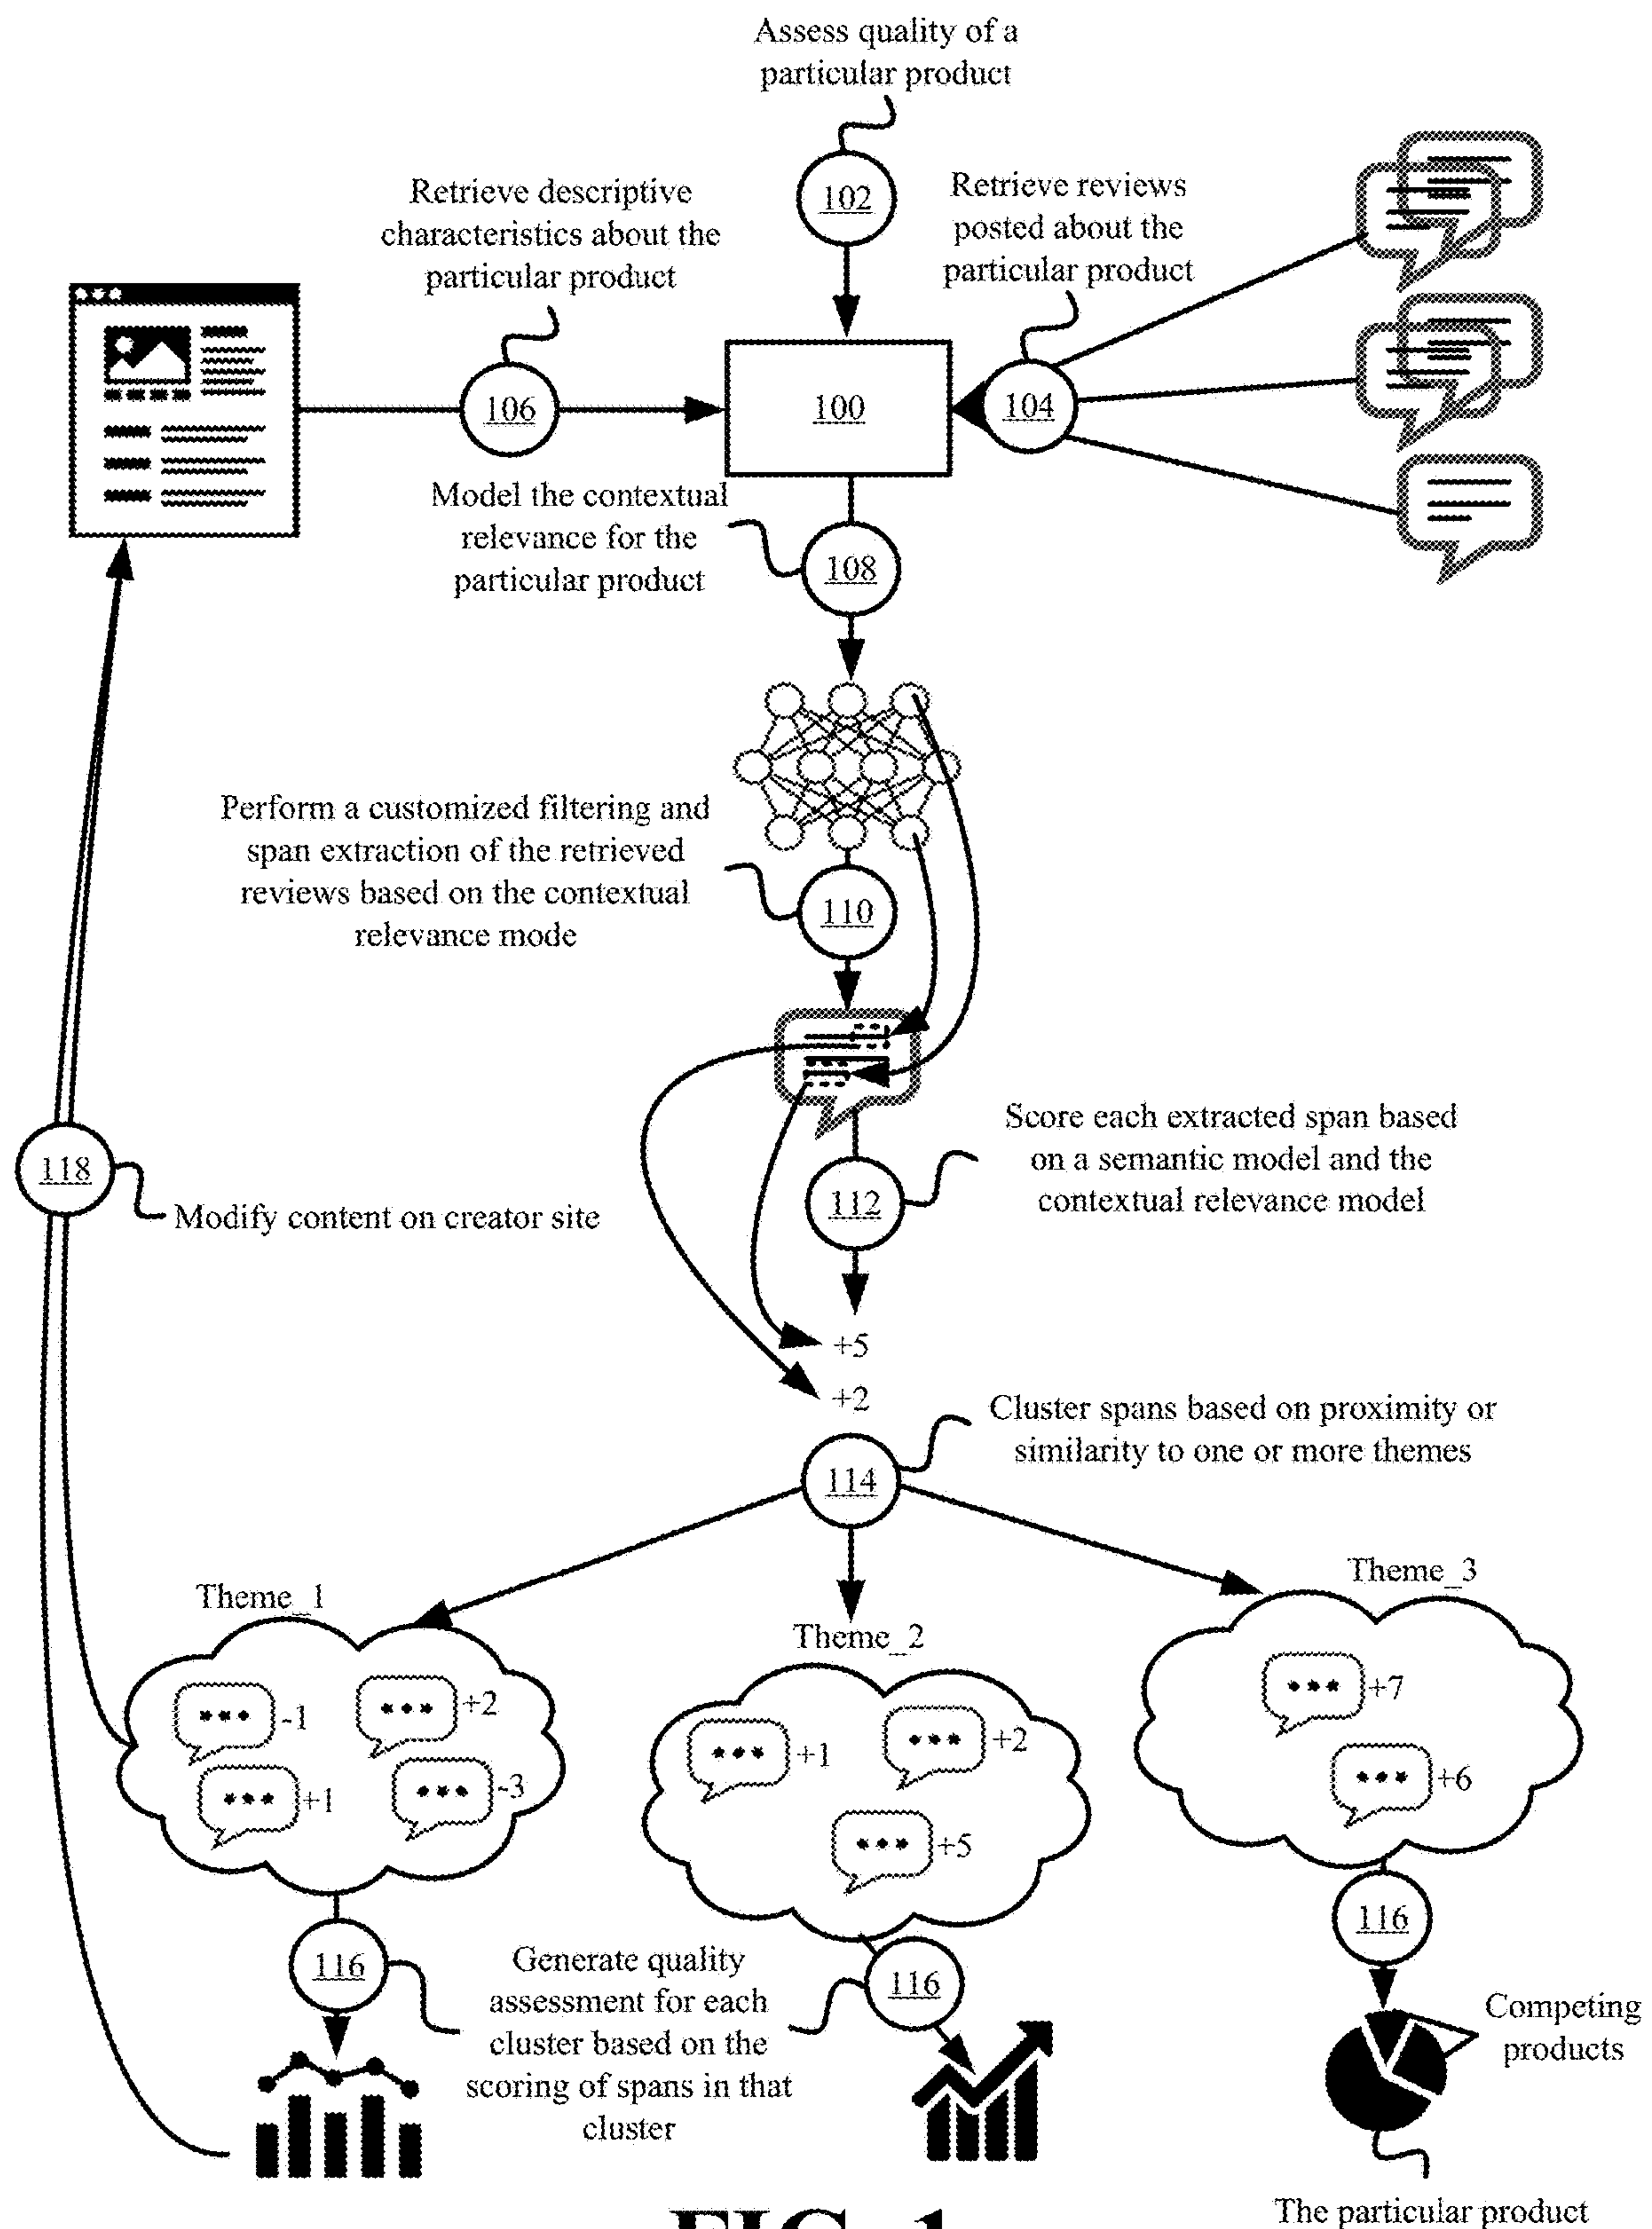 Assess quality of a
particular product
102
Retrieve descriptive
characteristics about the
particular product
Retrieve reviews
posted about the
particular product
106
100
104
Model the contextual
relevance for the
particular product
108
Perform a customized filtering and
span extraction of the retrieved
reviews based on the contextual
relevance mode
110
Score each extracted span based
on a semantic model and the
contextual relevance model
112
118
Modify content on creator site
+5
+2
Cluster spans based on proximity or
similarity to one or more themes
114
Theme_1
-1
+2
+1
-3
Theme_2
+1
+2
+5
Theme_3
+7
+6
116
116
116
Generate quality
assessment for each
cluster based on the
scoring of spans in that
cluster
Competing
products
The particular product
FIG. 1